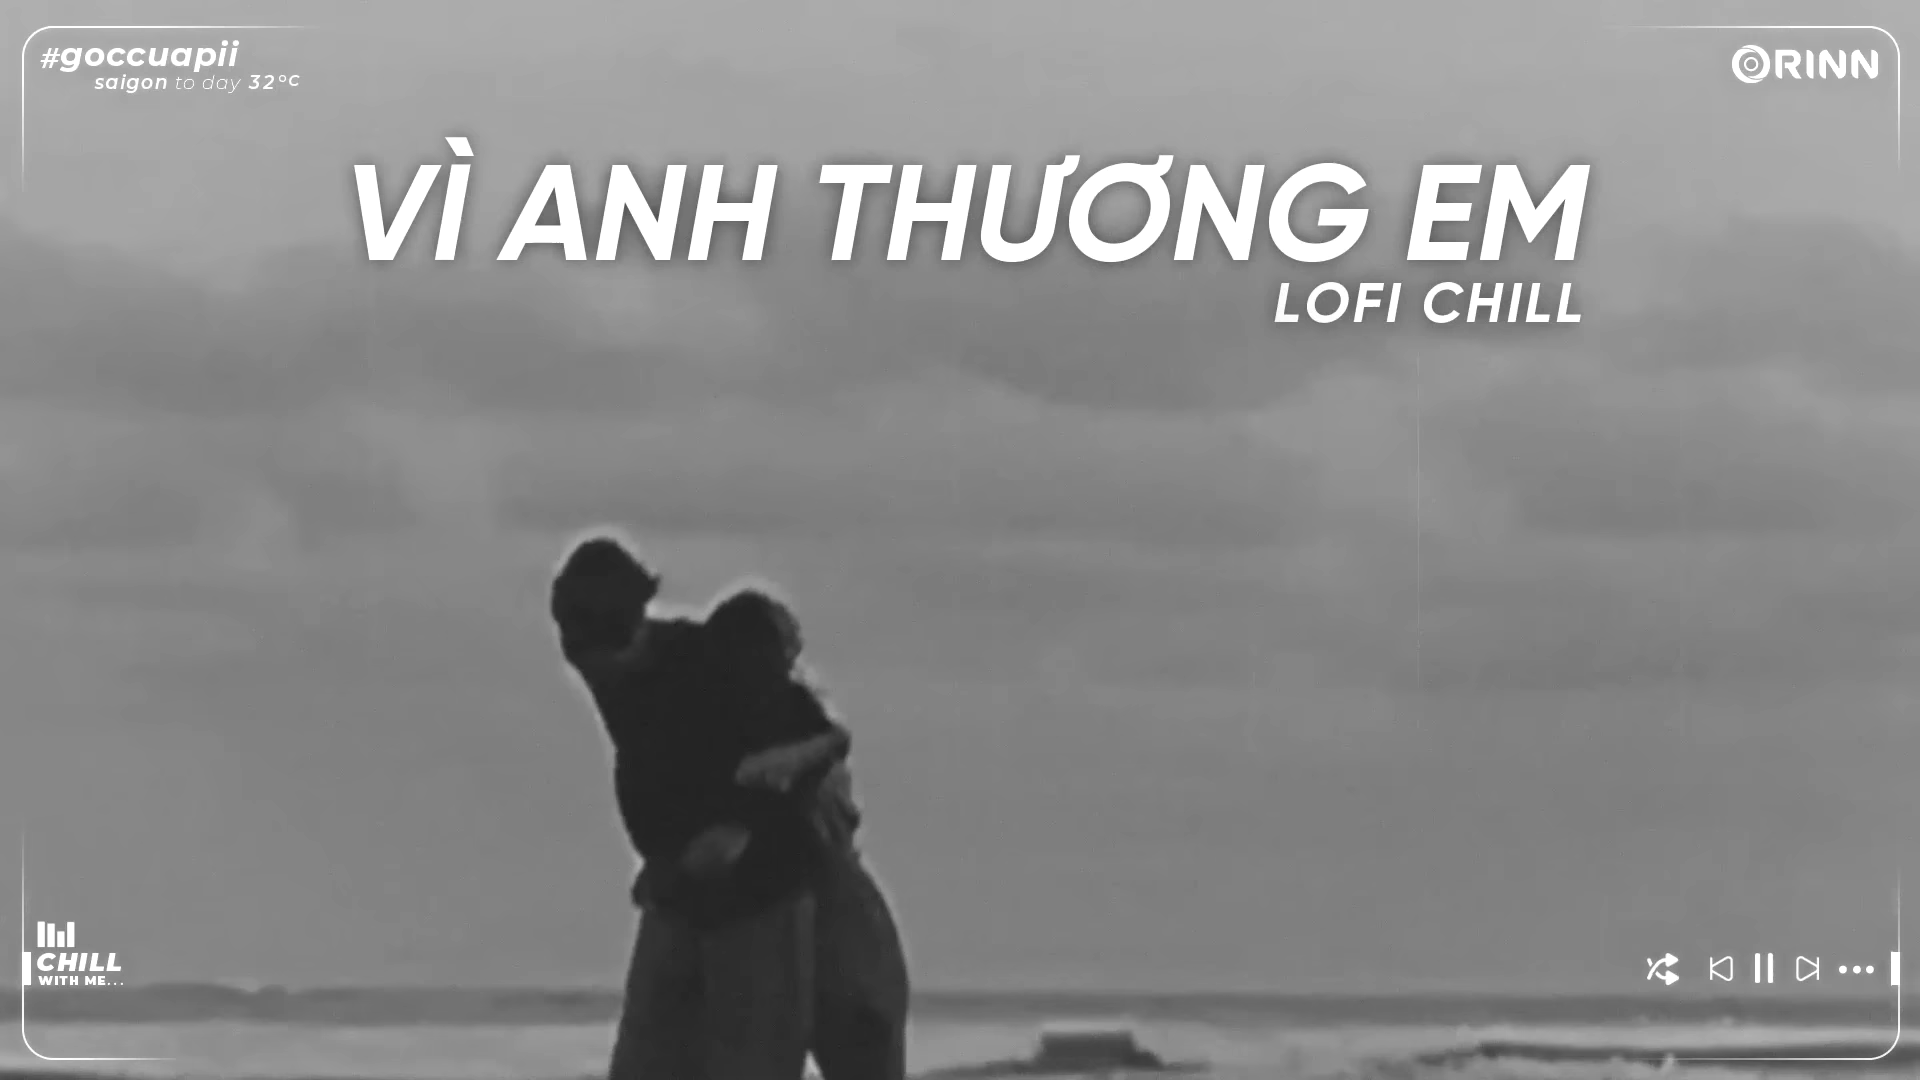 #goccuapii
saigon to day 32°C
ORINN
VÌ ANH THƯƠNG EM
LOFI CHILL
CHILL
WITH ME...